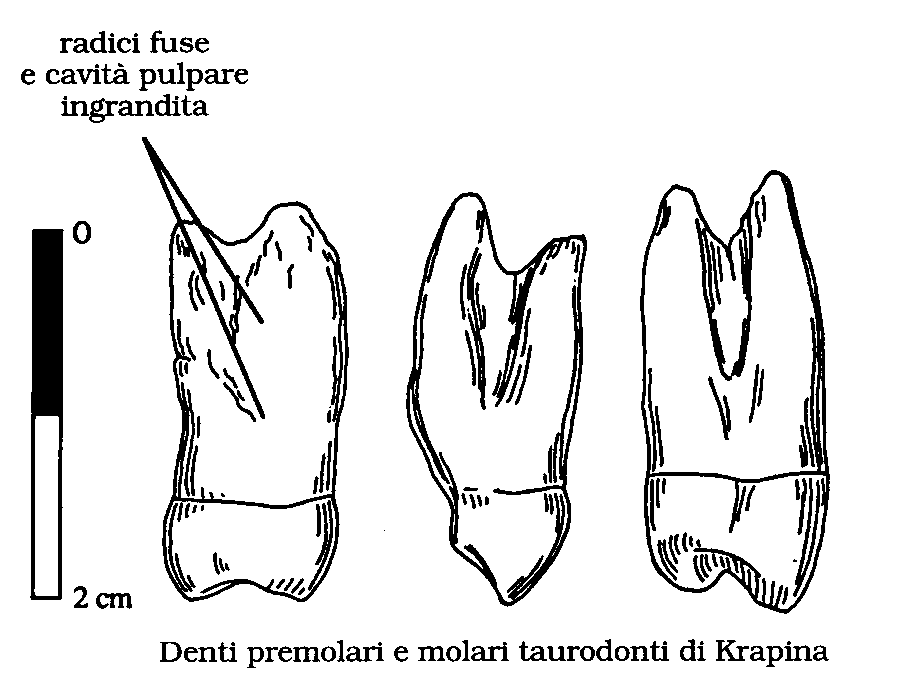 radici fuse
e cavità pulpare
ingrandita
0
2 cm
Denti premolari e molari taurodonti di Krapina